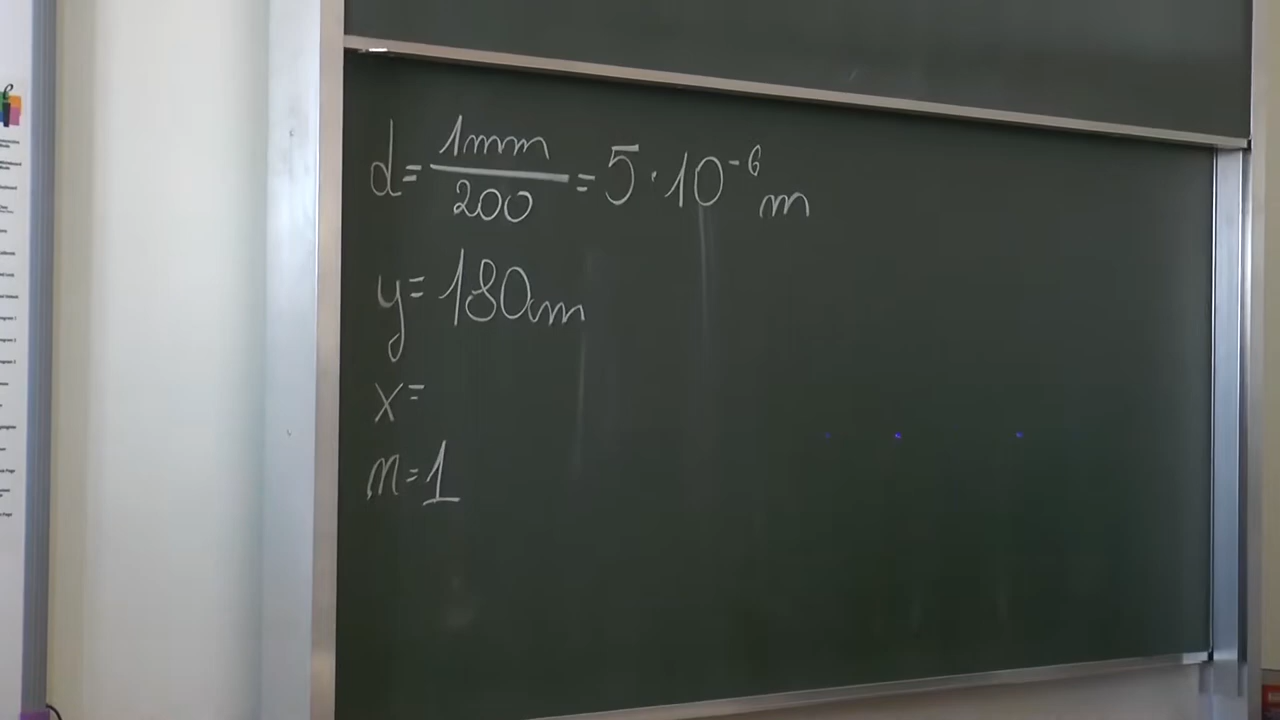 d = 1mm/200 = 5 · 10⁻⁶ m
y = 180cm
x =
m = 1